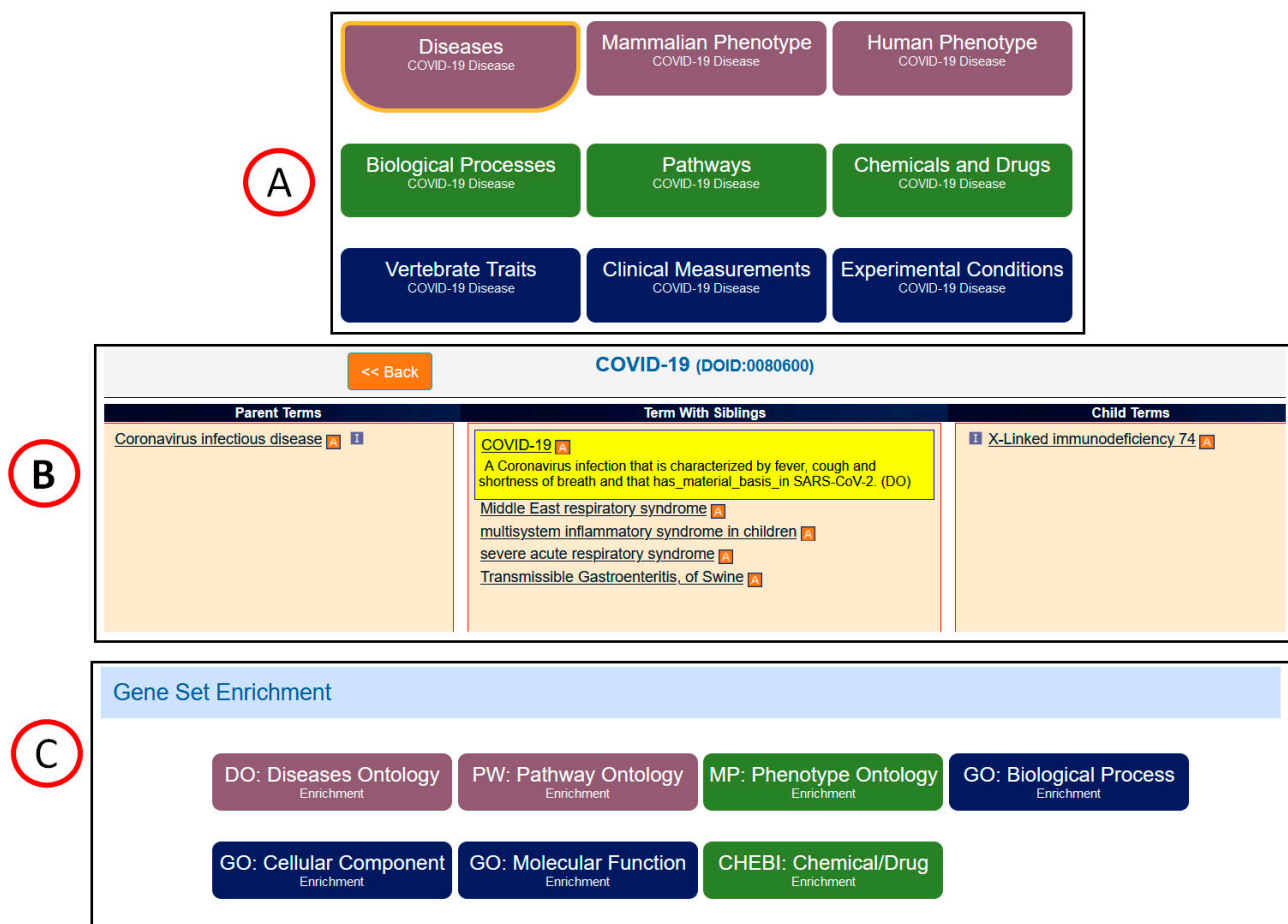 A
Diseases
COVID-19 Disease
Mammalian Phenotype
COVID-19 Disease
Human Phenotype
COVID-19 Disease
Biological Processes
COVID-19 Disease
Pathways
COVID-19 Disease
Chemicals and Drugs
COVID-19 Disease
Vertebrate Traits
COVID-19 Disease
Clinical Measurements
COVID-19 Disease
Experimental Conditions
COVID-19 Disease
B
<< Back
COVID-19 (DOID:0080600)
Parent Terms
Term With Siblings
Child Terms
Coronavirus infectious disease A I
COVID-19 A
A Coronavirus infection that is characterized by fever, cough and
shortness of breath and that has_material_basis_in SARS-CoV-2. (DO)
Middle East respiratory syndrome A
multisystem inflammatory syndrome in children A
severe acute respiratory syndrome A
Transmissible Gastroenteritis, of Swine A
I X-Linked immunodeficiency 74 A
C
Gene Set Enrichment
DO: Diseases Ontology
Enrichment
PW: Pathway Ontology
Enrichment
MP: Phenotype Ontology
Enrichment
GO: Biological Process
Enrichment
GO: Cellular Component
Enrichment
GO: Molecular Function
Enrichment
CHEBI: Chemical/Drug
Enrichment